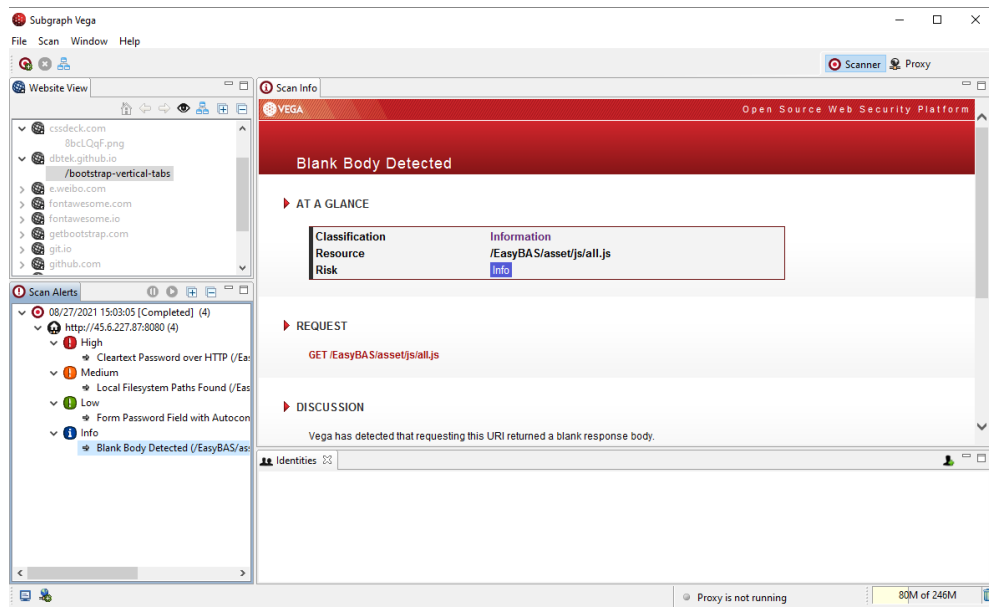 Subgraph Vega
File Scan Window Help
Scanner Proxy
Website View
cssdeck.com
8bcLQqF.png
dbtek.github.io
/bootstrap-vertical-tabs
e.weibo.com
fontawesome.com
fontawesome.io
getbootstrap.com
git.io
github.com
Scan Alerts
08/27/2021 15:03:05 [Completed] (4)
http://45.6.227.87:8080 (4)
High
Cleartext Password over HTTP (/Eas
Medium
Local Filesystem Paths Found (/Eas
Low
Form Password Field with Autocon
Info
Blank Body Detected (/EasyBAS/ass
Scan Info
VEGA Open Source Web Security Platform
Blank Body Detected
AT A GLANCE
Classification Information
Resource /EasyBAS/asset/js/all.js
Risk Info
REQUEST
GET /EasyBAS/asset/js/all.js
DISCUSSION
Vega has detected that requesting this URI returned a blank response body.
Identities
Proxy is not running 80M of 246M